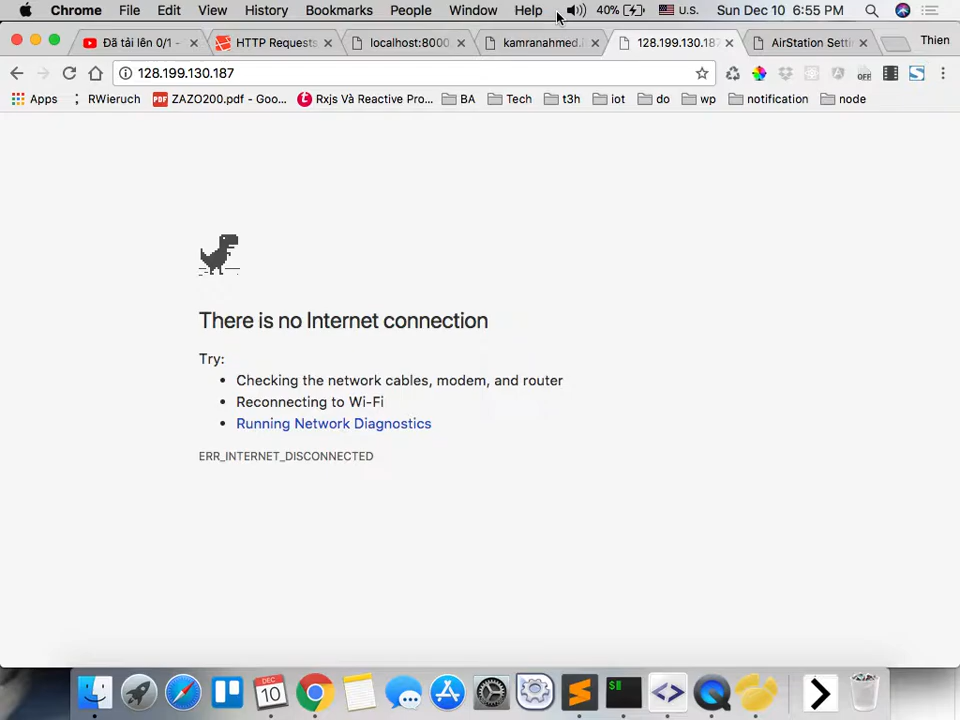 Chrome File Edit View History Bookmarks People Window Help 40% U.S. Sun Dec 10 6:55 PM
Đã tải lên 0/1 - HTTP Requests localhost:8000 kamranahmed. 128.199.130.187 AirStation Setti Thien
128.199.130.187
Apps RWieruch ZAZO200.pdf - Goo... Rxjs Và Reactive Pro... BA Tech t3h iot do wp notification node
There is no Internet connection
Try:
• Checking the network cables, modem, and router
• Reconnecting to Wi-Fi
• Running Network Diagnostics
ERR_INTERNET_DISCONNECTED
DEC
10